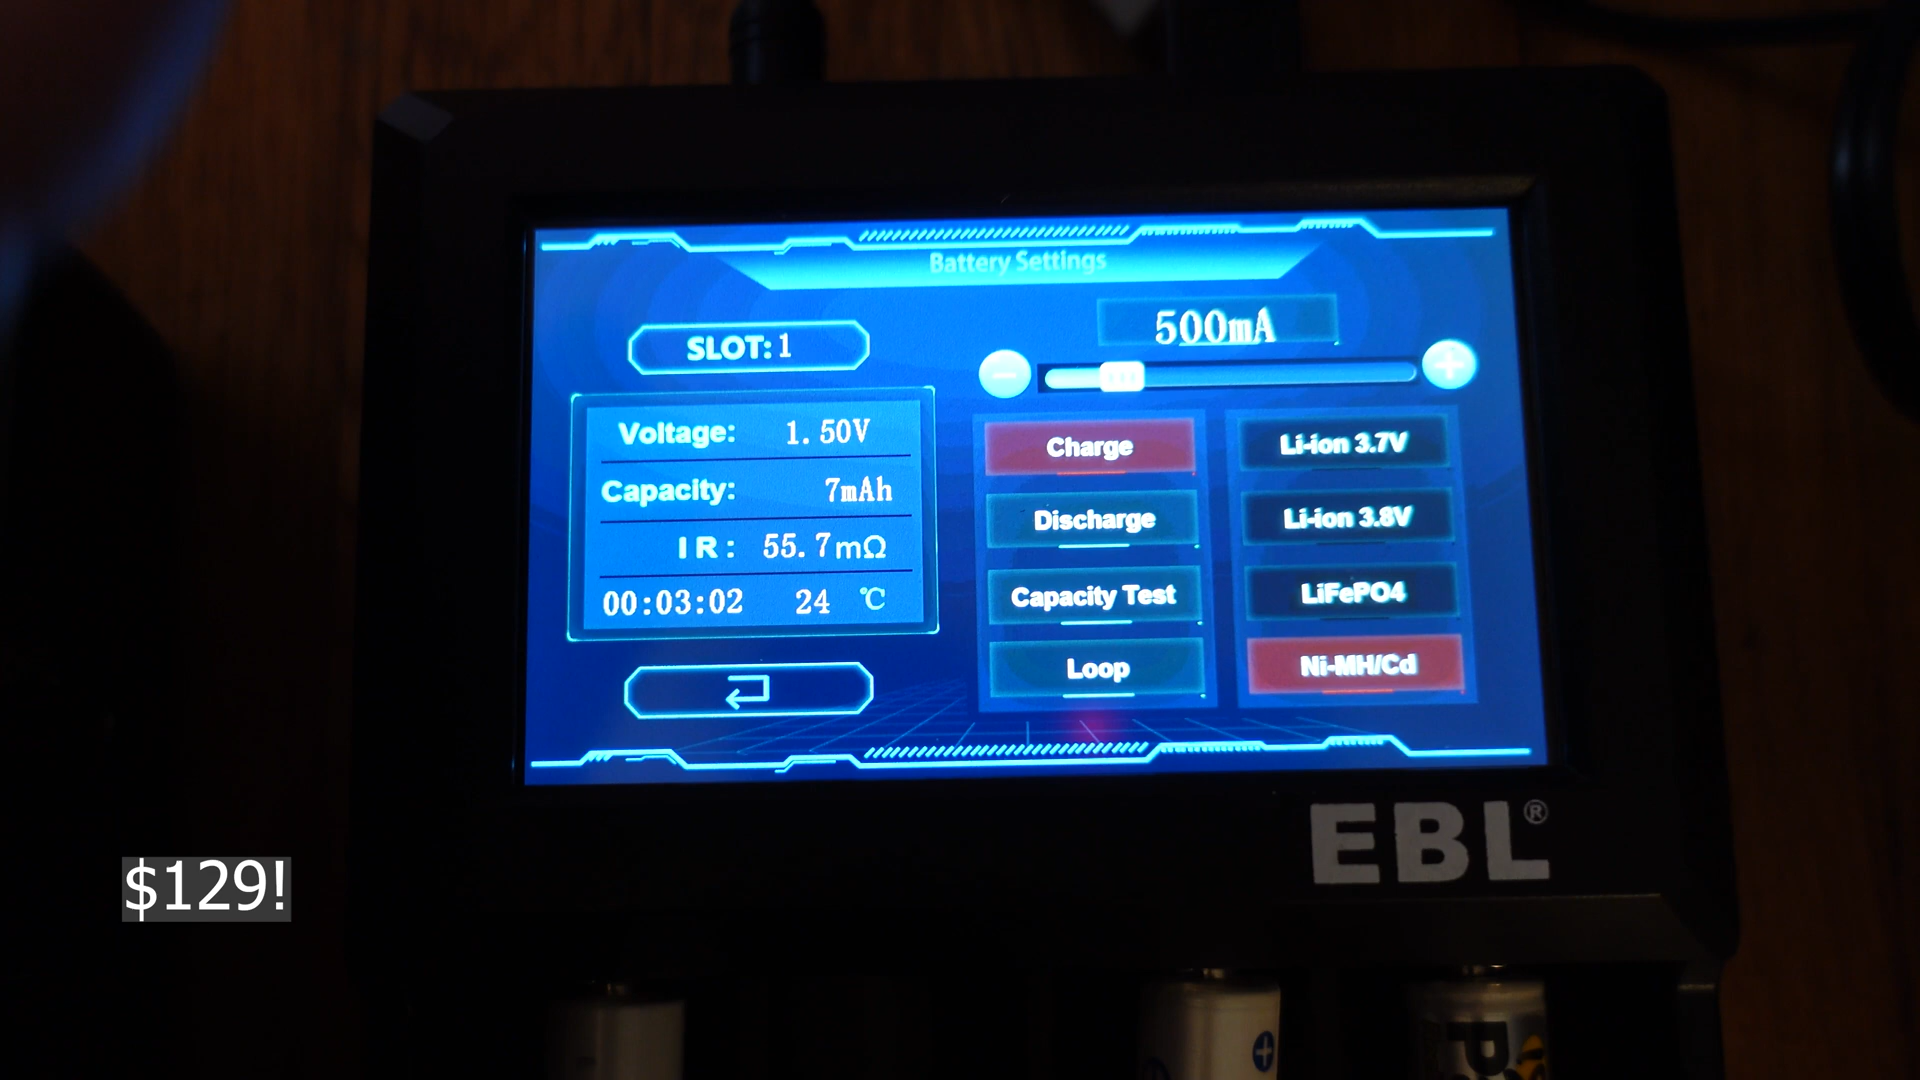 Battery Settings
SLOT: 1
500mA
Voltage: 1.50V
Capacity: 7mAh
IR: 55.7mΩ
00:03:02 24 ℃
Charge
Discharge
Capacity Test
Loop
Li-ion 3.7V
Li-ion 3.8V
LiFePO4
Ni-MH/Cd
EBL®
$129!